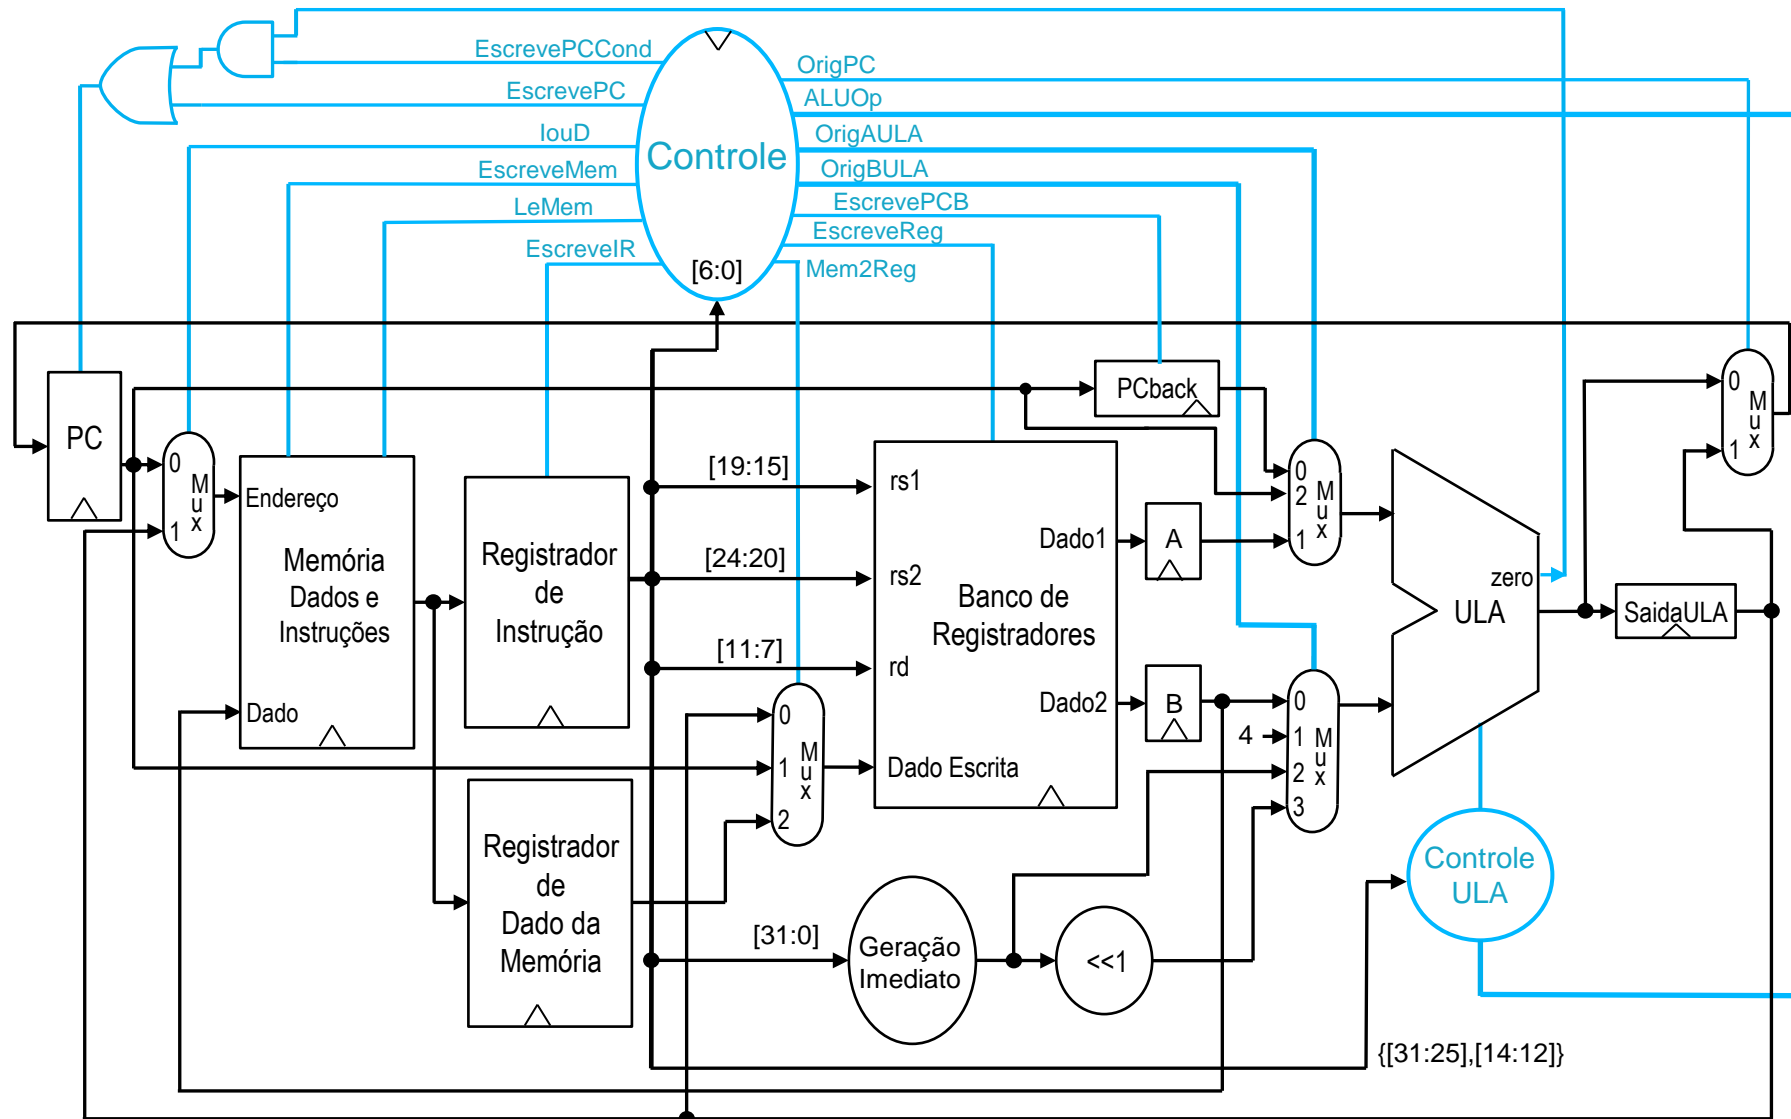 EscrevePCCond
EscrevePC
IouD
EscreveMem
LeMem
EscreveIR
Controle
[6:0]
OrigPC
ALUOp
OrigAULA
OrigBULA
EscrevePCB
EscreveReg
Mem2Reg
PC
0
1
M
u
x
Endereço
Memória
Dados e
Instruções
Dado
Registrador
de
Instrução
Registrador
de
Dado da
Memória
[19:15]
[24:20]
[11:7]
0
1
2
M
u
x
rs1
rs2
rd
Dado Escrita
Banco de
Registradores
Dado1
Dado2
PCback
A
B
0
2
1
M
u
x
4
0
1
2
3
M
u
x
zero
ULA
SaidaULA
0
1
M
u
x
[31:0]
Geração
Imediato
<<1
Controle
ULA
{[31:25],[14:12]}